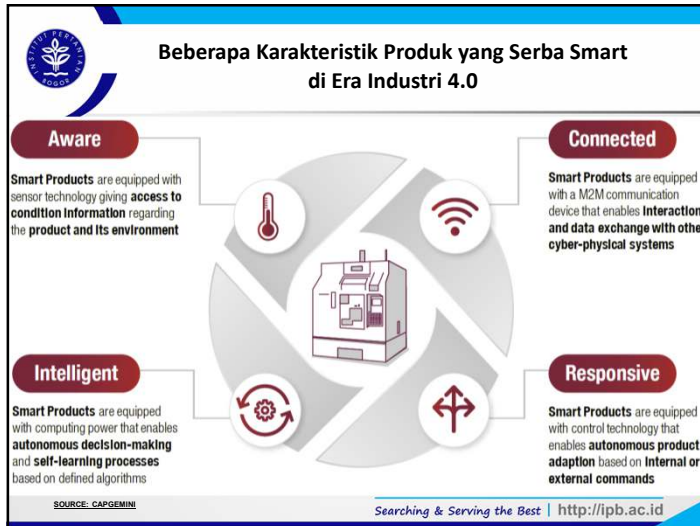 INSTITUT PERTANIAN BOGOR
Beberapa Karakteristik Produk yang Serba Smart
di Era Industri 4.0
Aware
Smart Products are equipped with
sensor technology giving access to
condition information regarding
the product and its environment
Connected
Smart Products are equipped
with a M2M communication
device that enables interaction
and data exchange with othe
cyber-physical systems
Intelligent
Smart Products are equipped
with computing power that enables
autonomous decision-making
and self-learning processes
based on defined algorithms
Responsive
Smart Products are equipped
with control technology that
enables autonomous product
adaption based on internal or
external commands
SOURCE: CAPGEMINI
Searching & Serving the Best | http://ipb.ac.id